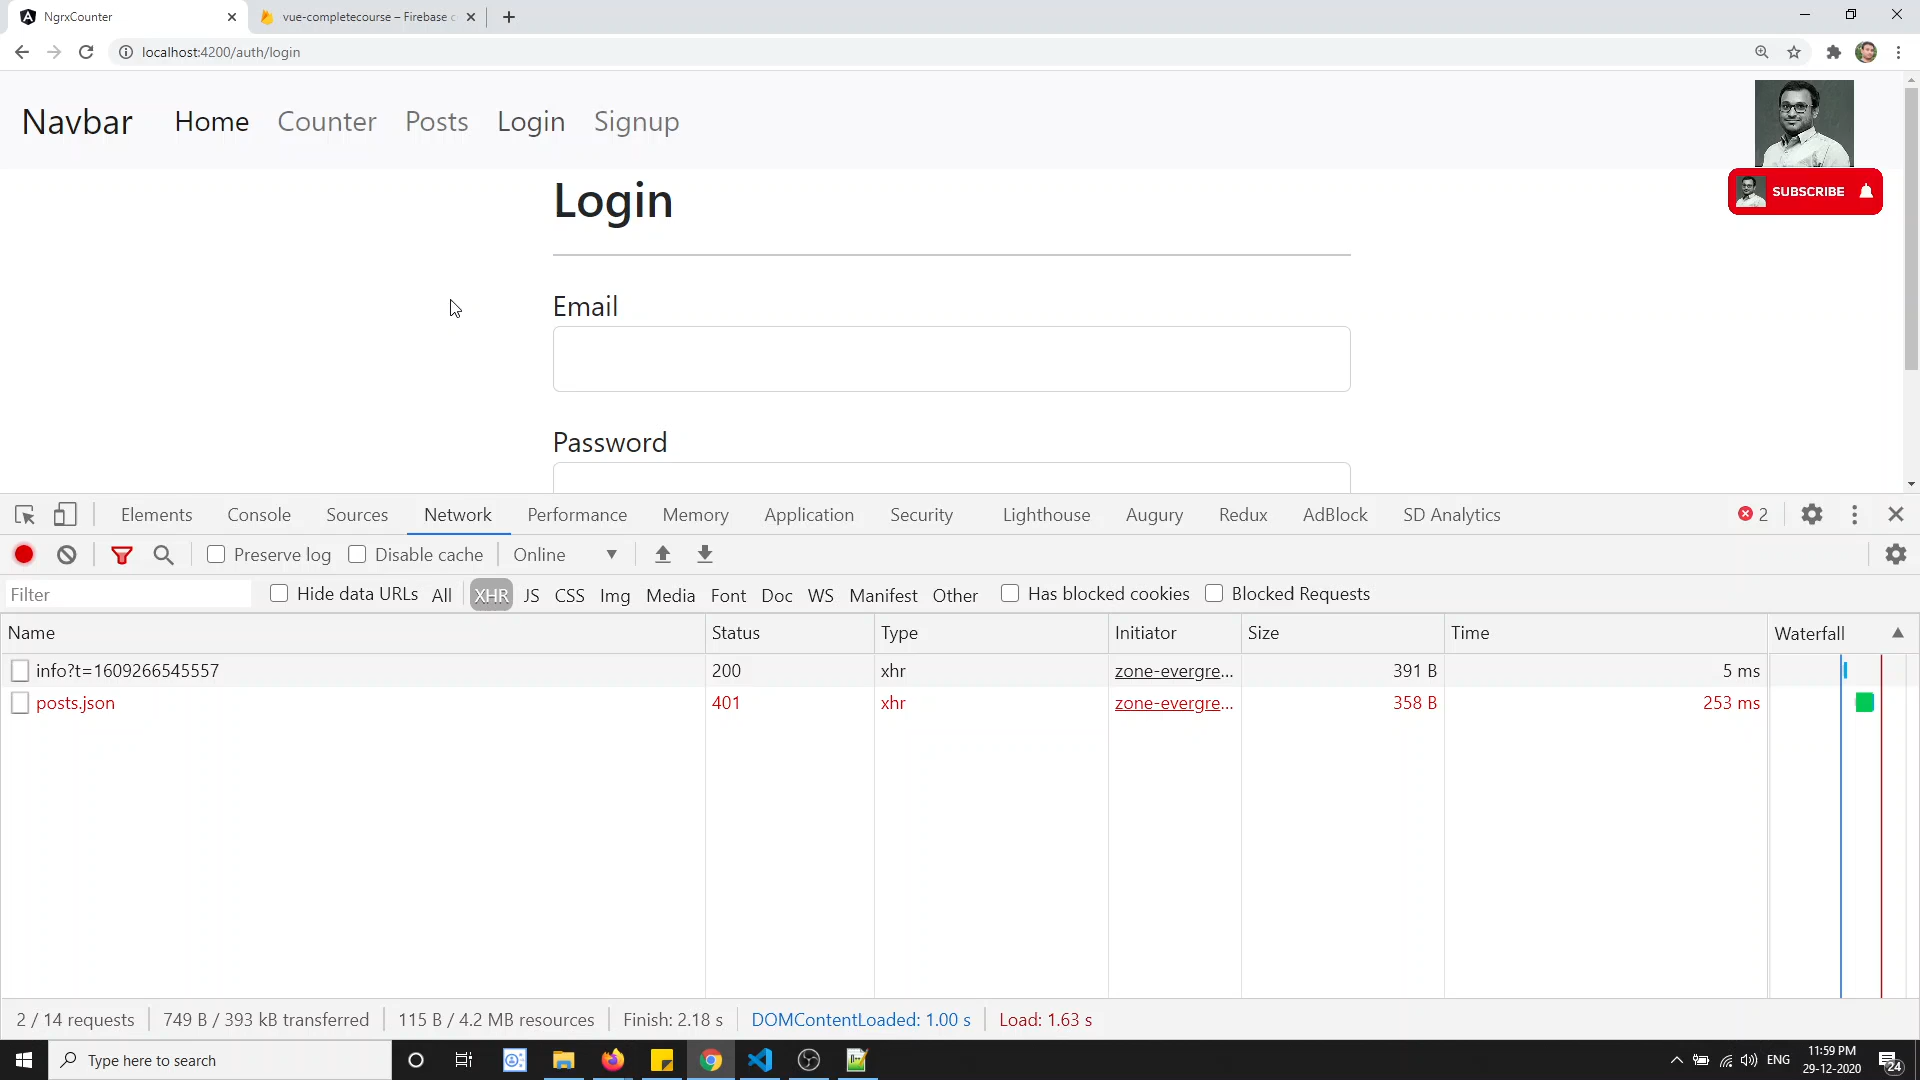 NgrxCounter
vue-completecourse – Firebase c
localhost:4200/auth/login
Navbar Home Counter Posts Login Signup
SUBSCRIBE
Login
Email
Password
Elements Console Sources Network Performance Memory Application Security Lighthouse Augury Redux AdBlock SD Analytics 2
Preserve log Disable cache Online
Filter Hide data URLs All XHR JS CSS Img Media Font Doc WS Manifest Other Has blocked cookies Blocked Requests
Name Status Type Initiator Size Time Waterfall
info?t=1609266545557 200 xhr zone-evergre... 391 B 5 ms
posts.json 401 xhr zone-evergre... 358 B 253 ms
2 / 14 requests 749 B / 393 kB transferred 115 B / 4.2 MB resources Finish: 2.18 s DOMContentLoaded: 1.00 s Load: 1.63 s
Type here to search
ENG
11:59 PM
29-12-2020
24